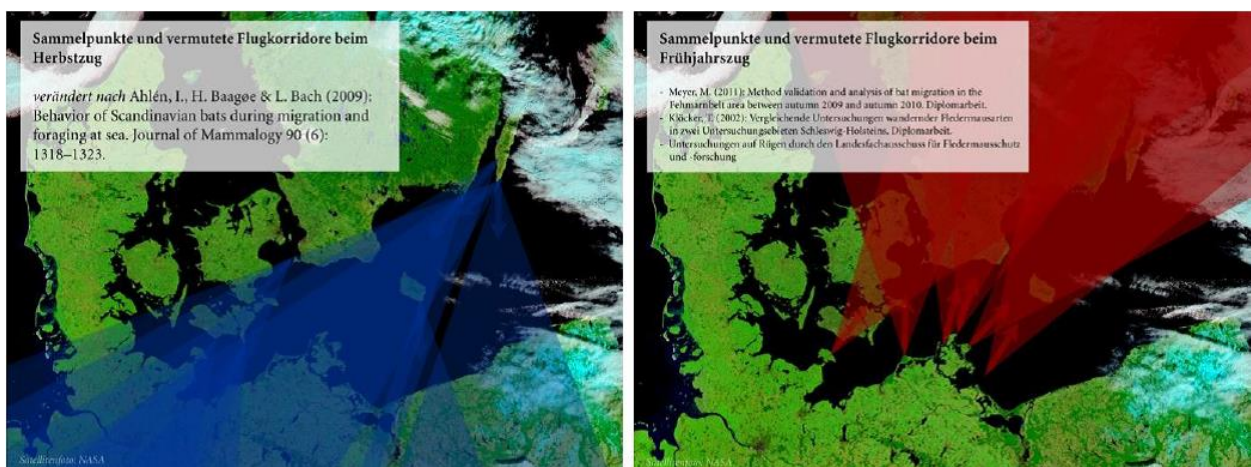 Sammelpunkte und vermutete Flugkorridore beim
Herbstzug
verändert nach Ahlén, I., H. Baagøe & L. Bach (2009):
Behavior of Scandinavian bats during migration and
foraging at sea. Journal of Mammalogy 90 (6):
1318–1323.
Satellitenfoto: NASA
Sammelpunkte und vermutete Flugkorridore beim
Frühjahrszug
- Meyer, M. (2011): Method validation and analysis of bat migration in the
Fehmarnbelt area between autumn 2009 and autumn 2010. Diplomarbeit.
- Klöcker, T. (2002): Vergleichende Untersuchungen wandernder Fledermausarten
in zwei Untersuchungsgebieten Schleswig-Holsteins. Diplomarbeit.
- Untersuchungen auf Rügen durch den Landesfachausschuss für Fledermausschutz
und -forschung
Satellitenfoto: NASA